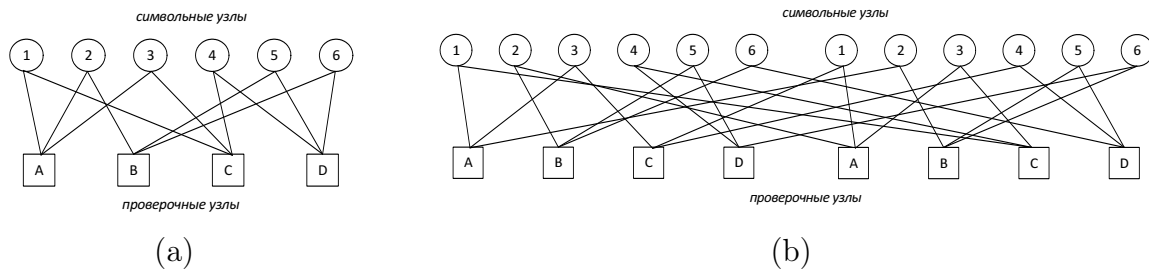 символьные узлы
1 2 3 4 5 6
A B C D
проверочные узлы
(a)
символьные узлы
1 2 3 4 5 6 1 2 3 4 5 6
A B C D A B C D
проверочные узлы
(b)